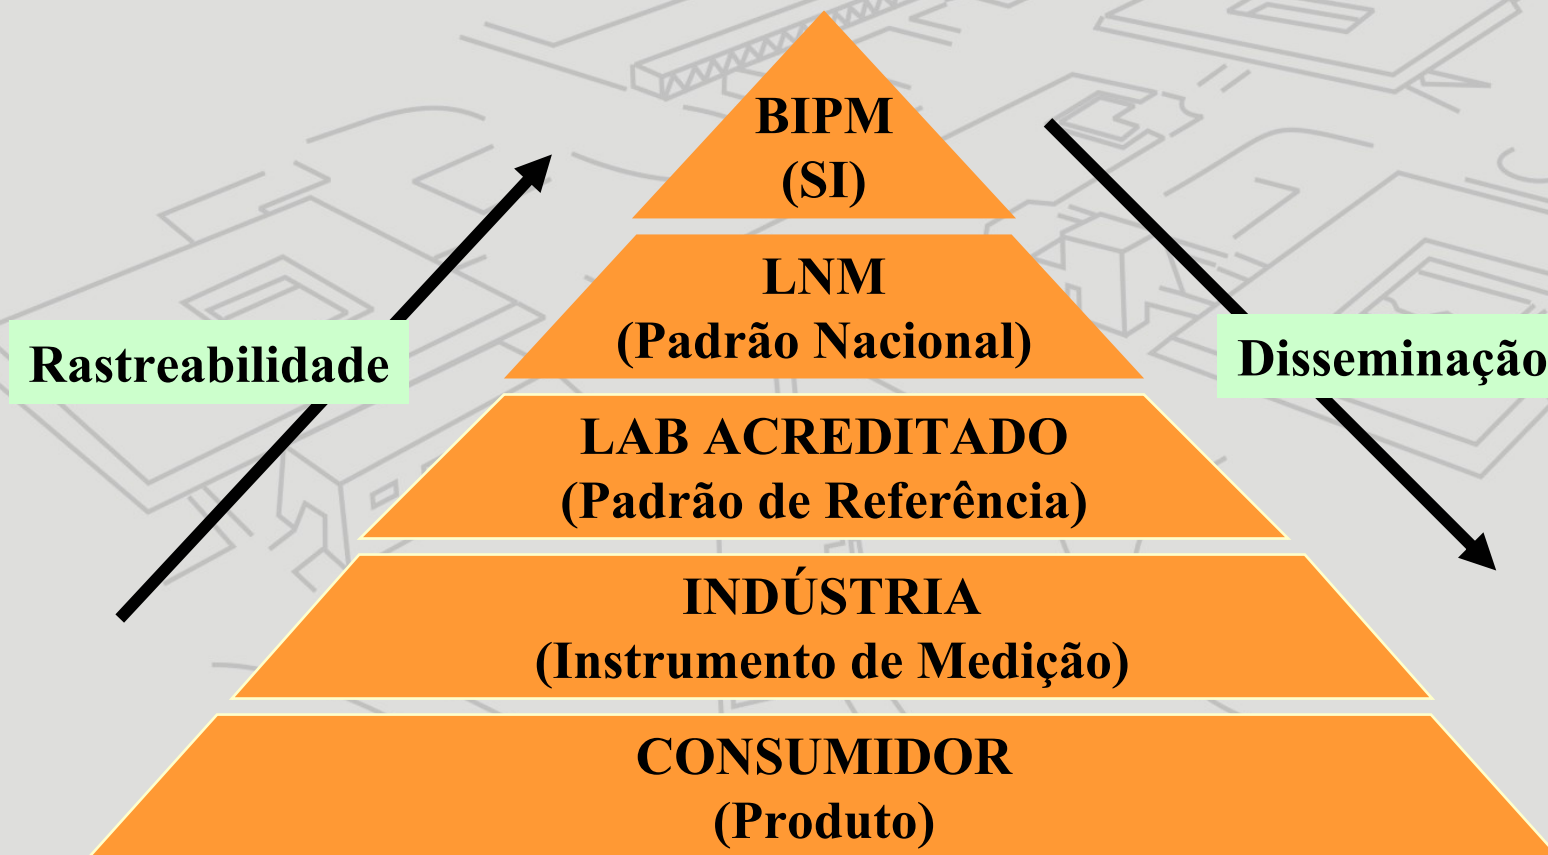 BIPM
(SI)
LNM
(Padrão Nacional)
Rastreabilidade
Disseminação
LAB ACREDITADO
(Padrão de Referência)
INDÚSTRIA
(Instrumento de Medição)
CONSUMIDOR
(Produto)